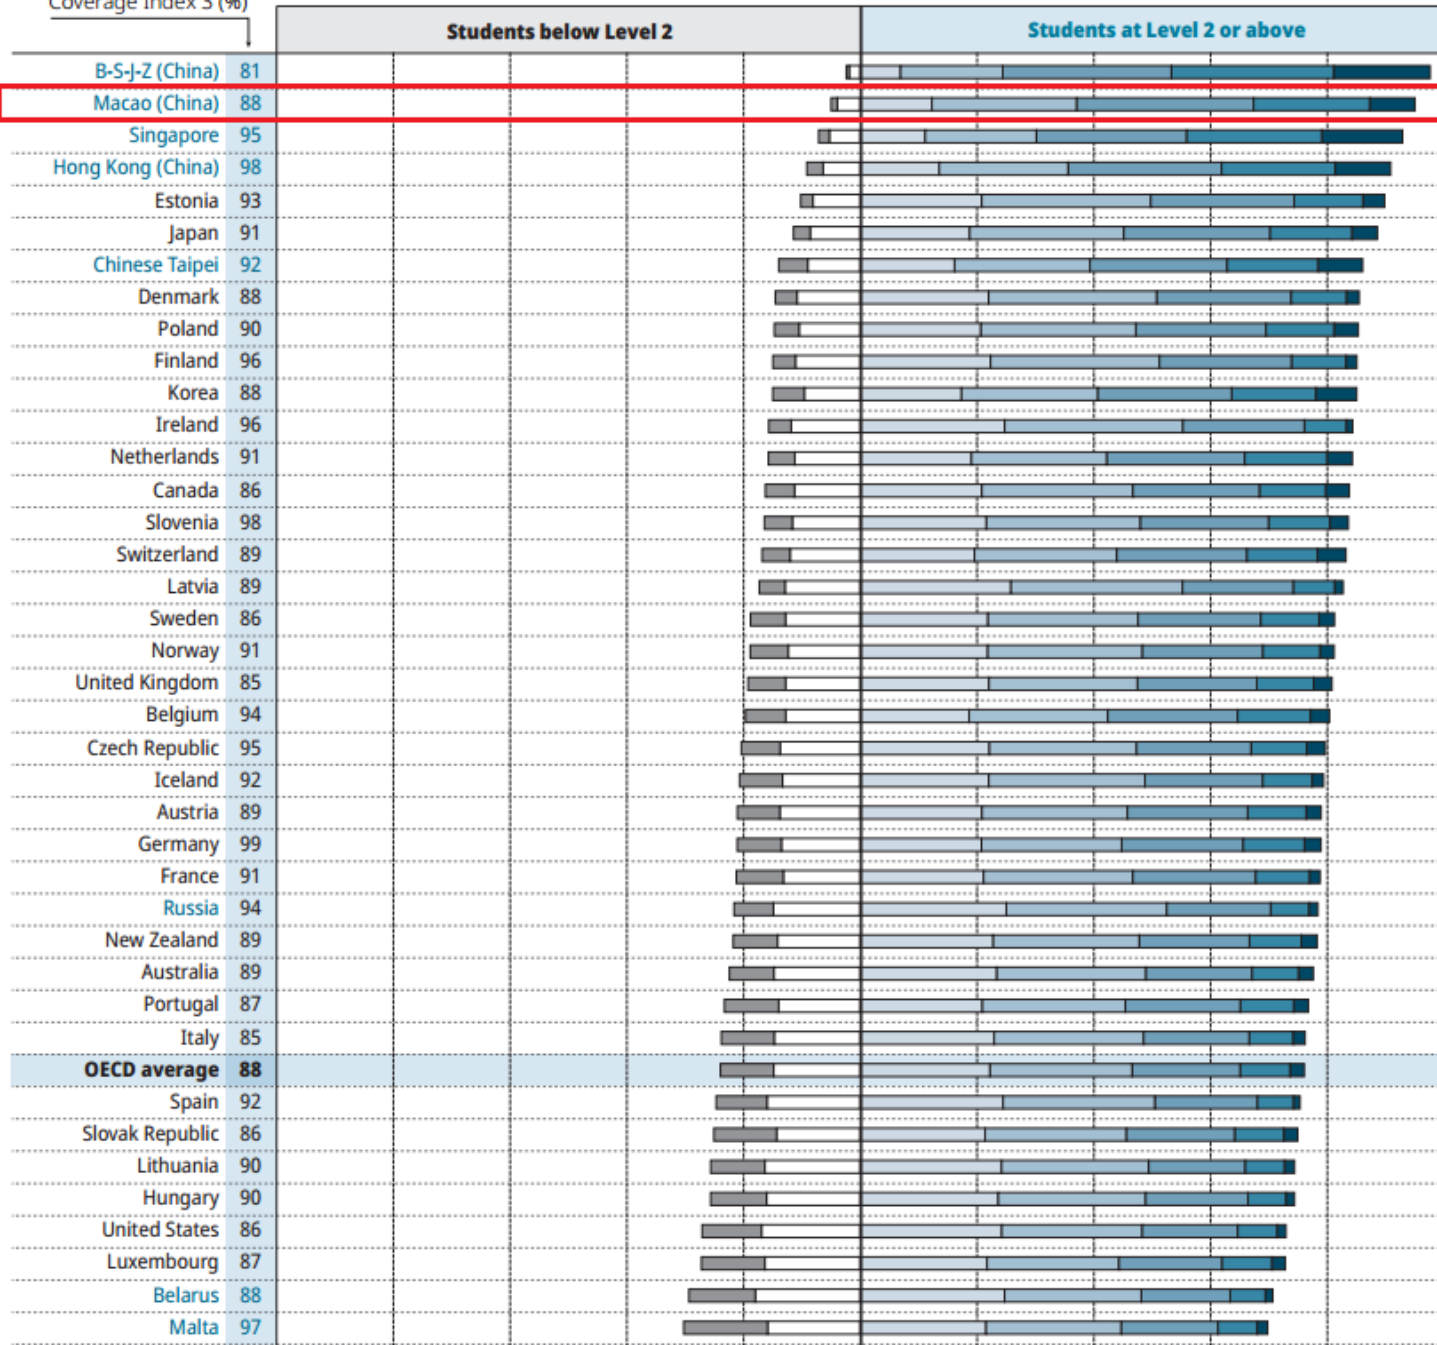 Coverage Index 3 (%)
Students below Level 2
Students at Level 2 or above
B-S-J-Z (China) 81
Macao (China) 88
Singapore 95
Hong Kong (China) 98
Estonia 93
Japan 91
Chinese Taipei 92
Denmark 88
Poland 90
Finland 96
Korea 88
Ireland 96
Netherlands 91
Canada 86
Slovenia 98
Switzerland 89
Latvia 89
Sweden 86
Norway 91
United Kingdom 85
Belgium 94
Czech Republic 95
Iceland 92
Austria 89
Germany 99
France 91
Russia 94
New Zealand 89
Australia 89
Portugal 87
Italy 85
OECD average 88
Spain 92
Slovak Republic 86
Lithuania 90
Hungary 90
United States 86
Luxembourg 87
Belarus 88
Malta 97